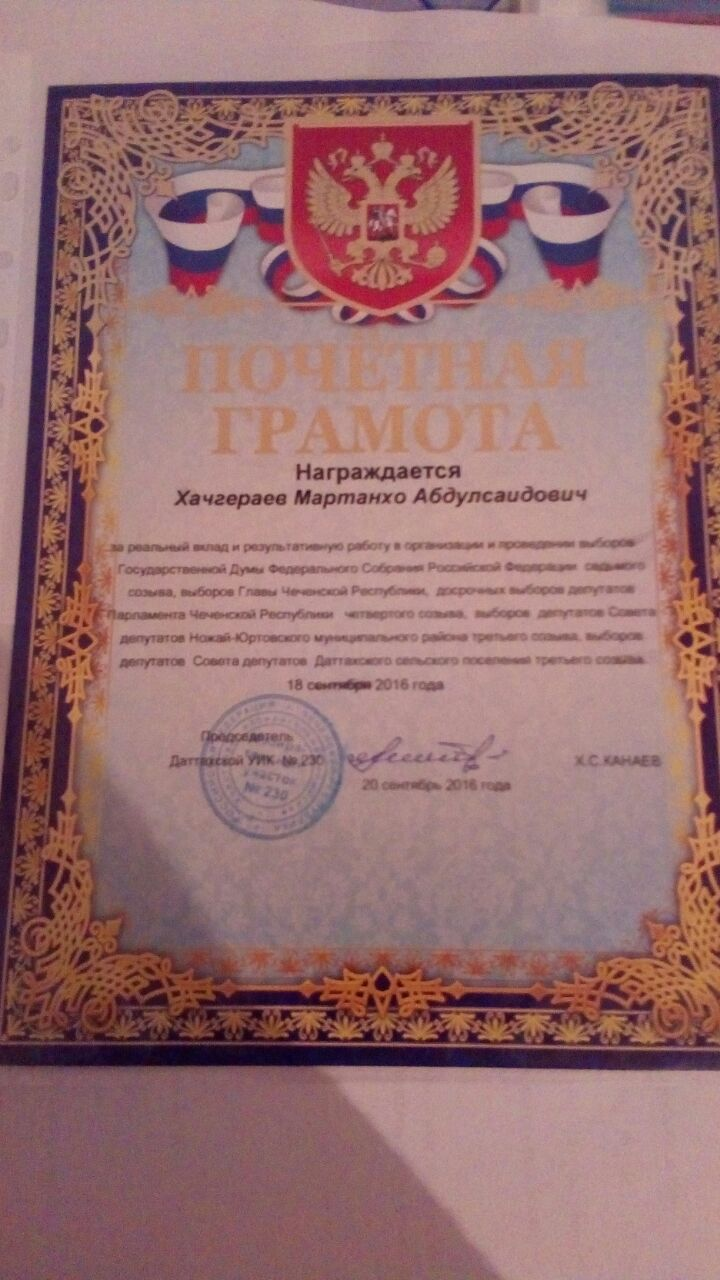 ПОЧЁТНАЯ
ГРАМОТА
Награждается
Хачгераев Мартанхо Абдулсаидович
за реальный вклад и результативную работу в организации и проведении выборов
Государственной Думы Федерального Собрания Российской Федерации седьмого
созыва, выборов Главы Чеченской Республики, досрочных выборов депутатов
Парламента Чеченской Республики четвертого созыва, выборов депутатов Совета
депутатов Ножай-Юртовского муниципального района третьего созыва, выборов
депутатов Совета депутатов Даттахского сельского поселения третьего созыва.
18 сентября 2016 года
Председатель
Даттахской УИК №230 Х.С.КАНАЕВ
20 сентябрь 2016 года
участок
№ 230